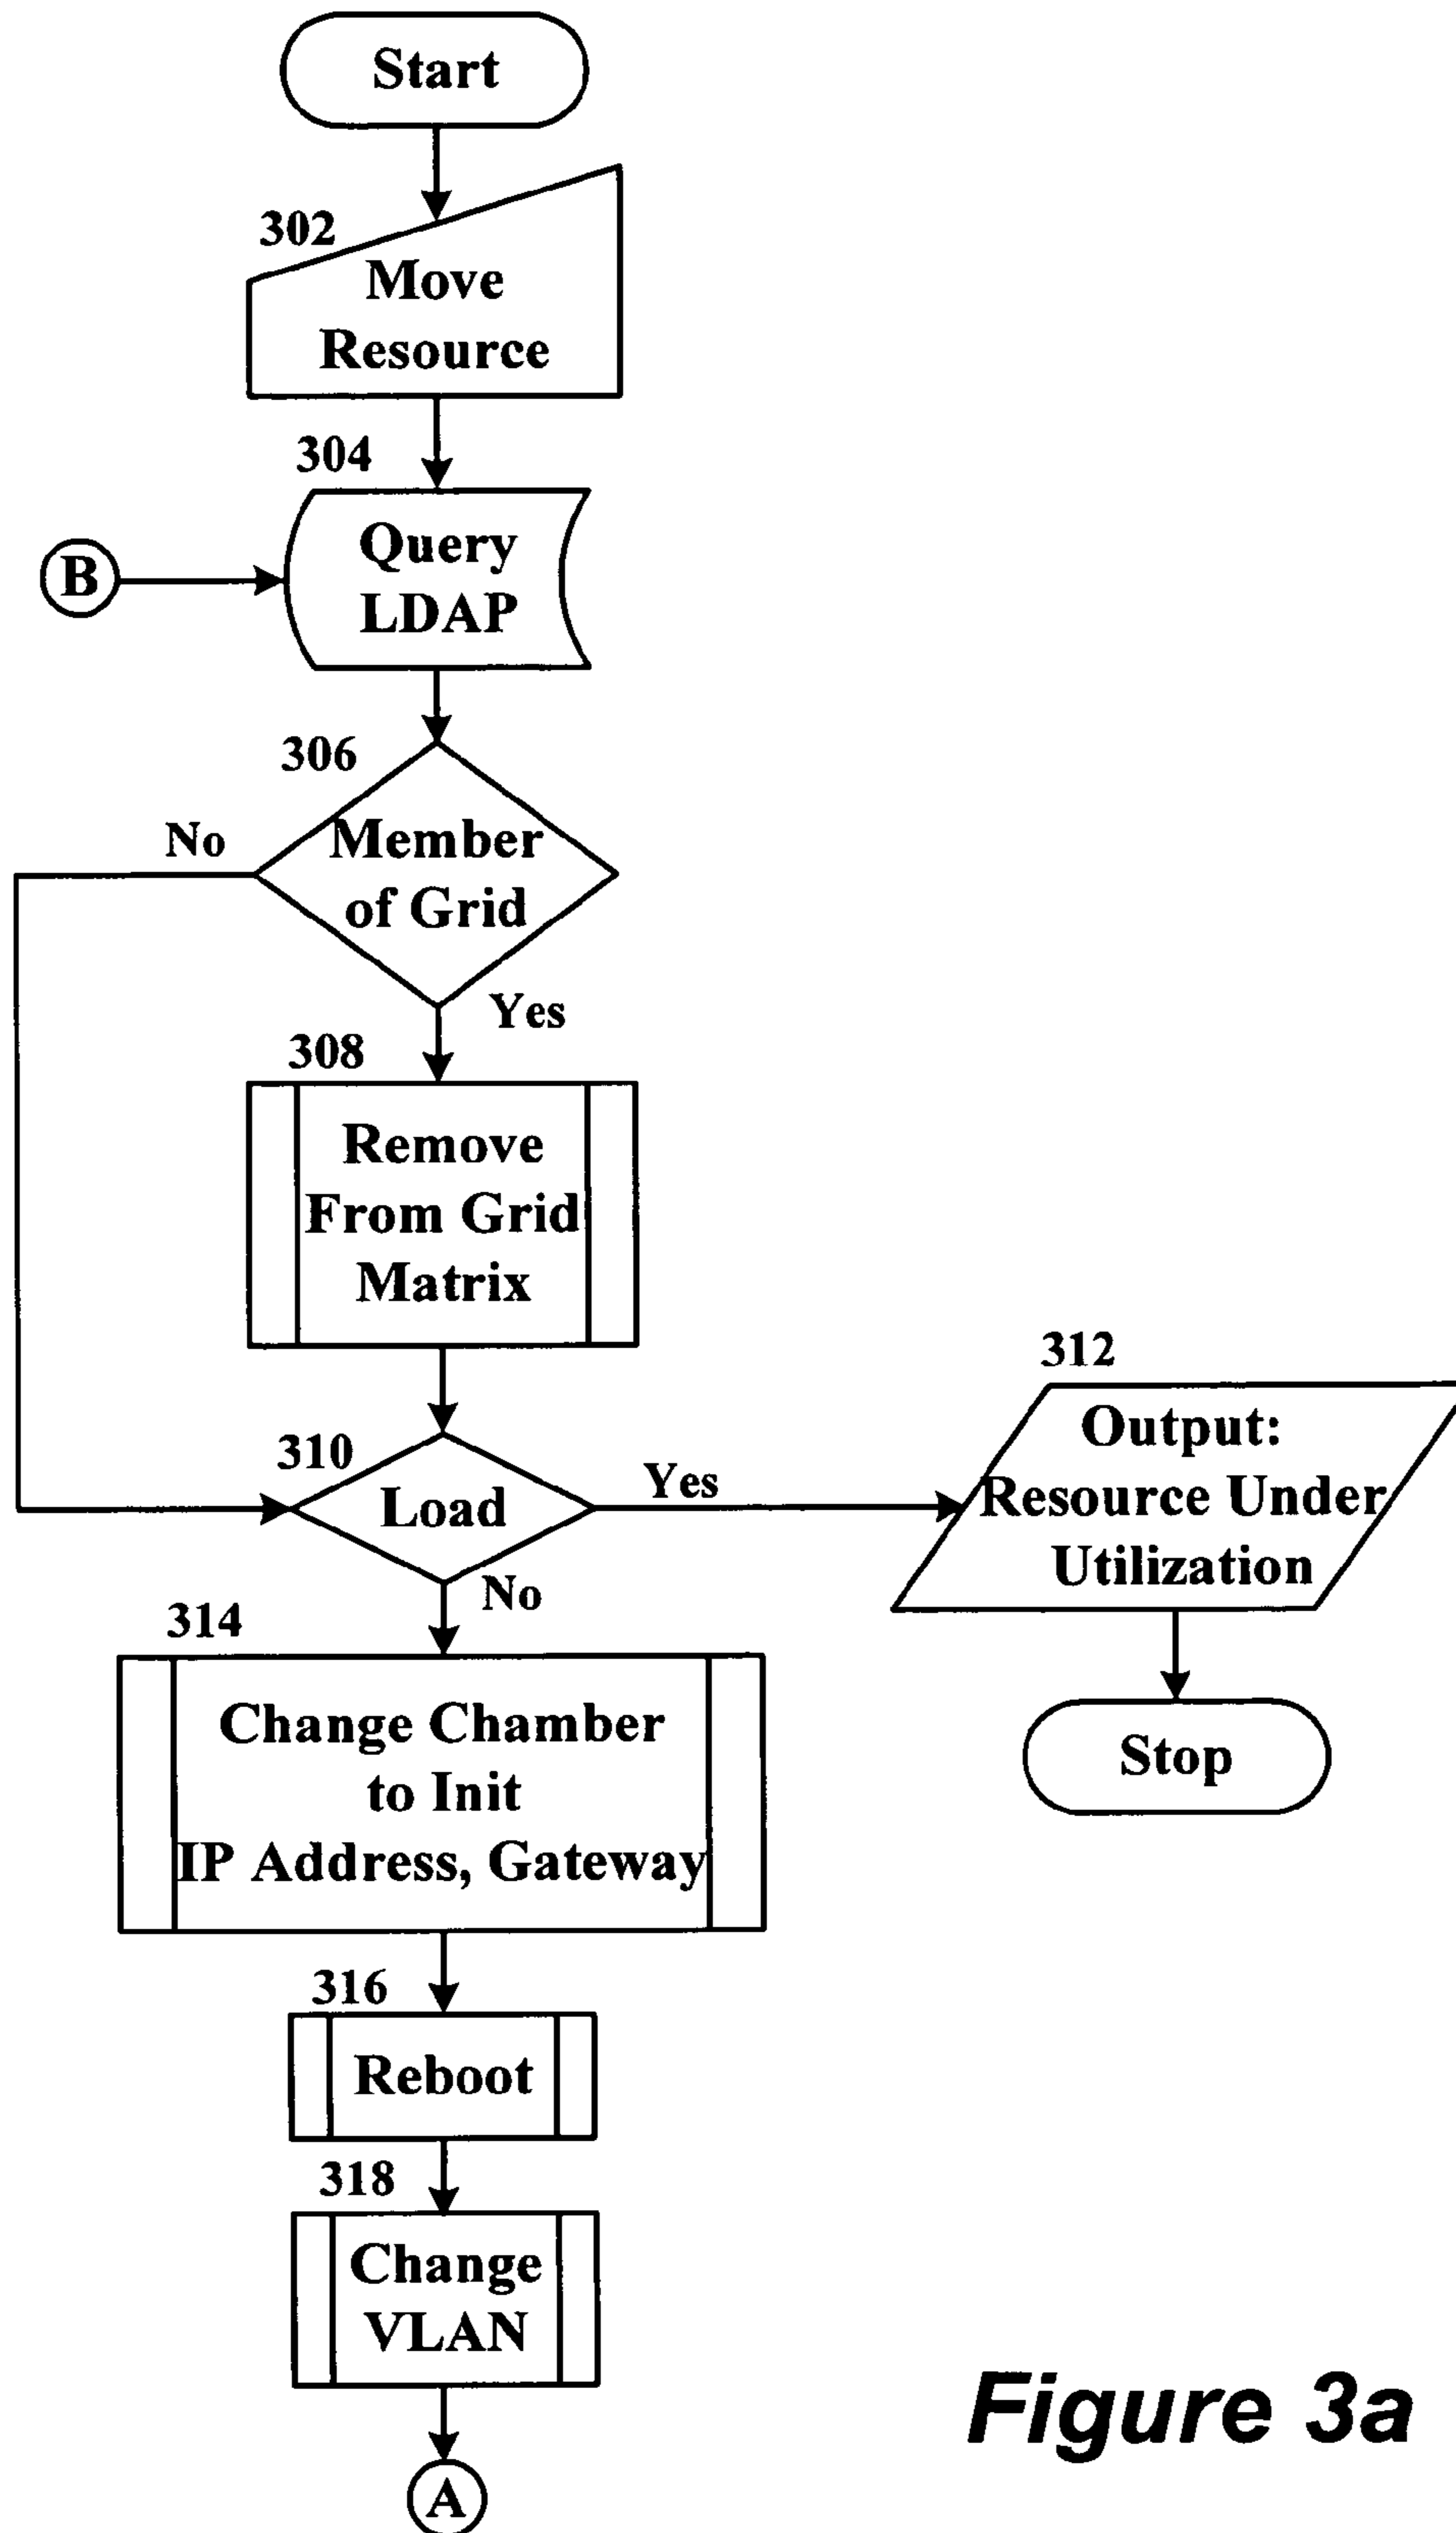 Start
302
Move
Resource
304
Query
LDAP
B
306
Member
of Grid
No
Yes
308
Remove
From Grid
Matrix
310
Load
Yes
312
Output:
Resource Under
Utilization
Stop
No
314
Change Chamber
to Init
IP Address, Gateway
316
Reboot
318
Change
VLAN
A
Figure 3a